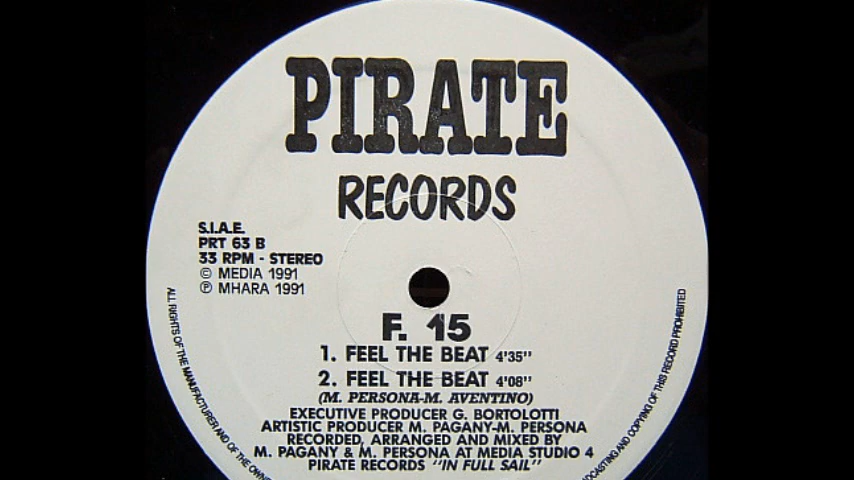 PIRATE
RECORDS
S.I.A.E.
PRT 63 B
33 RPM - STEREO
© MEDIA 1991
℗ MHARA 1991
F. 15
1. FEEL THE BEAT 4'35"
2. FEEL THE BEAT 4'08"
(M. PERSONA-M. AVENTINO)
EXECUTIVE PRODUCER G. BORTOLOTTI
ARTISTIC PRODUCER M. PAGANY-M. PERSONA
RECORDED, ARRANGED AND MIXED BY
M. PAGANY & M. PERSONA AT MEDIA STUDIO 4
PIRATE RECORDS "IN FULL SAIL"
ALL RIGHTS OF THE MANUFACTURER AND OF THE
AND COPYING OF THIS RECORD PROHIBITED